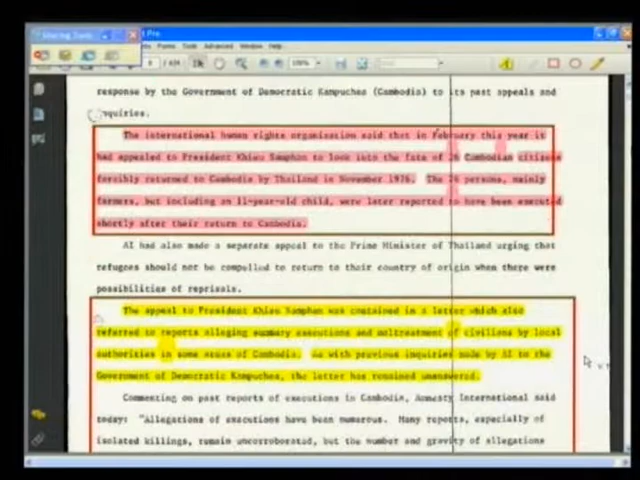 Sharing Tools
Pro
Forms Tools Advanced Window Help
response by the Government of Democratic Kampuchea (Cambodia) to its past appeals and
inquiries.
The international human rights organisation said that in February this year it
had appealed to President Khieu Samphan to look into the fate of 26 Cambodian citizens
forcibly returned to Cambodia by Thailand in November 1976. The 26 persons, mainly
farmers, but including an 11-year-old child, were later reported to have been executed
shortly after their return to Cambodia.
AI had also made a separate appeal to the Prime Minister of Thailand urging that
refugees should not be compelled to return to their country of origin when there were
possibilities of reprisals.
The appeal to President Khieu Samphan was contained in a letter which also
referred to reports alleging summary executions and maltreatment of civilians by local
authorities in some areas of Cambodia. As with previous inquiries made by AI to the
Government of Democratic Kampuchea, the letter has remained unanswered.
Commenting on past reports of executions in Cambodia, Amnesty International said
today: "Allegations of executions have been numerous. Many reports, especially of
isolated killings, remain uncorroborated, but the number and gravity of allegations